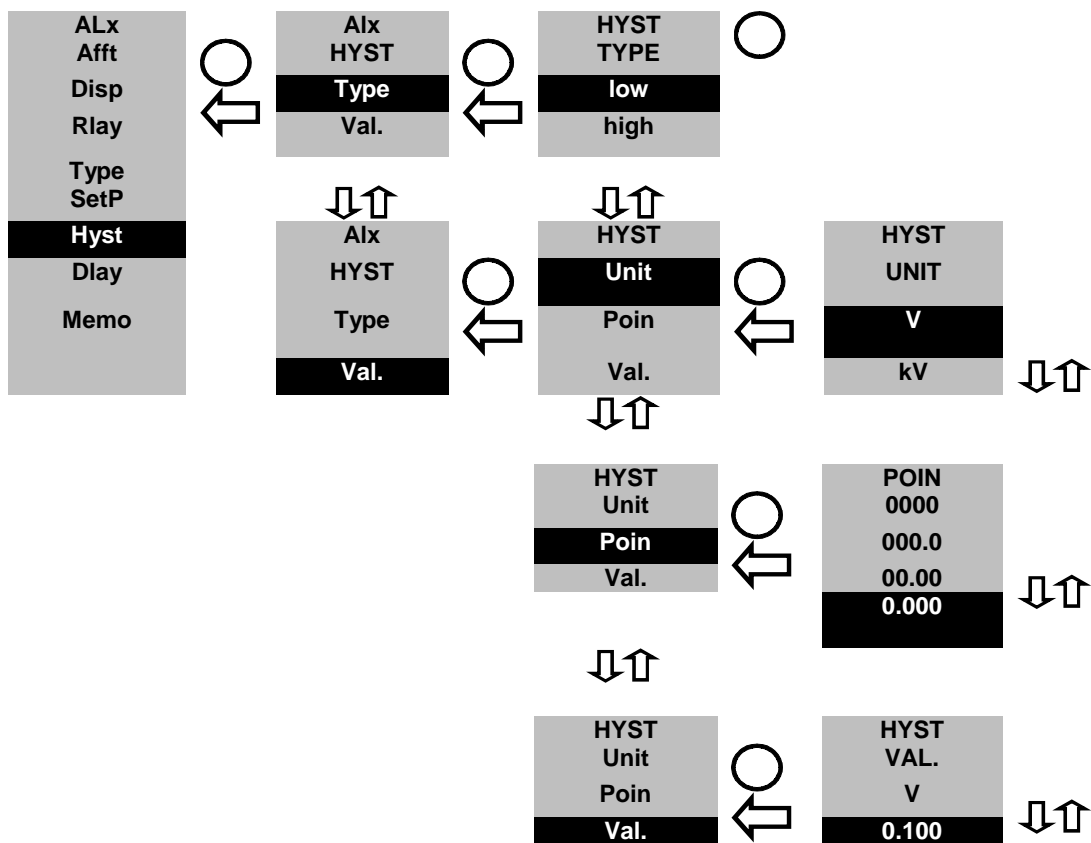 ALx
Afft
Disp
Rlay
Type
SetP
Hyst
Dlay
Memo
Alx
HYST
Type
Val.
HYST
TYPE
low
high
Alx
HYST
Type
Val.
HYST
Unit
Poin
Val.
HYST
UNIT
V
kV
HYST
Unit
Poin
Val.
POIN
0000
000.0
00.00
0.000
HYST
Unit
Poin
Val.
HYST
VAL.
V
0.100